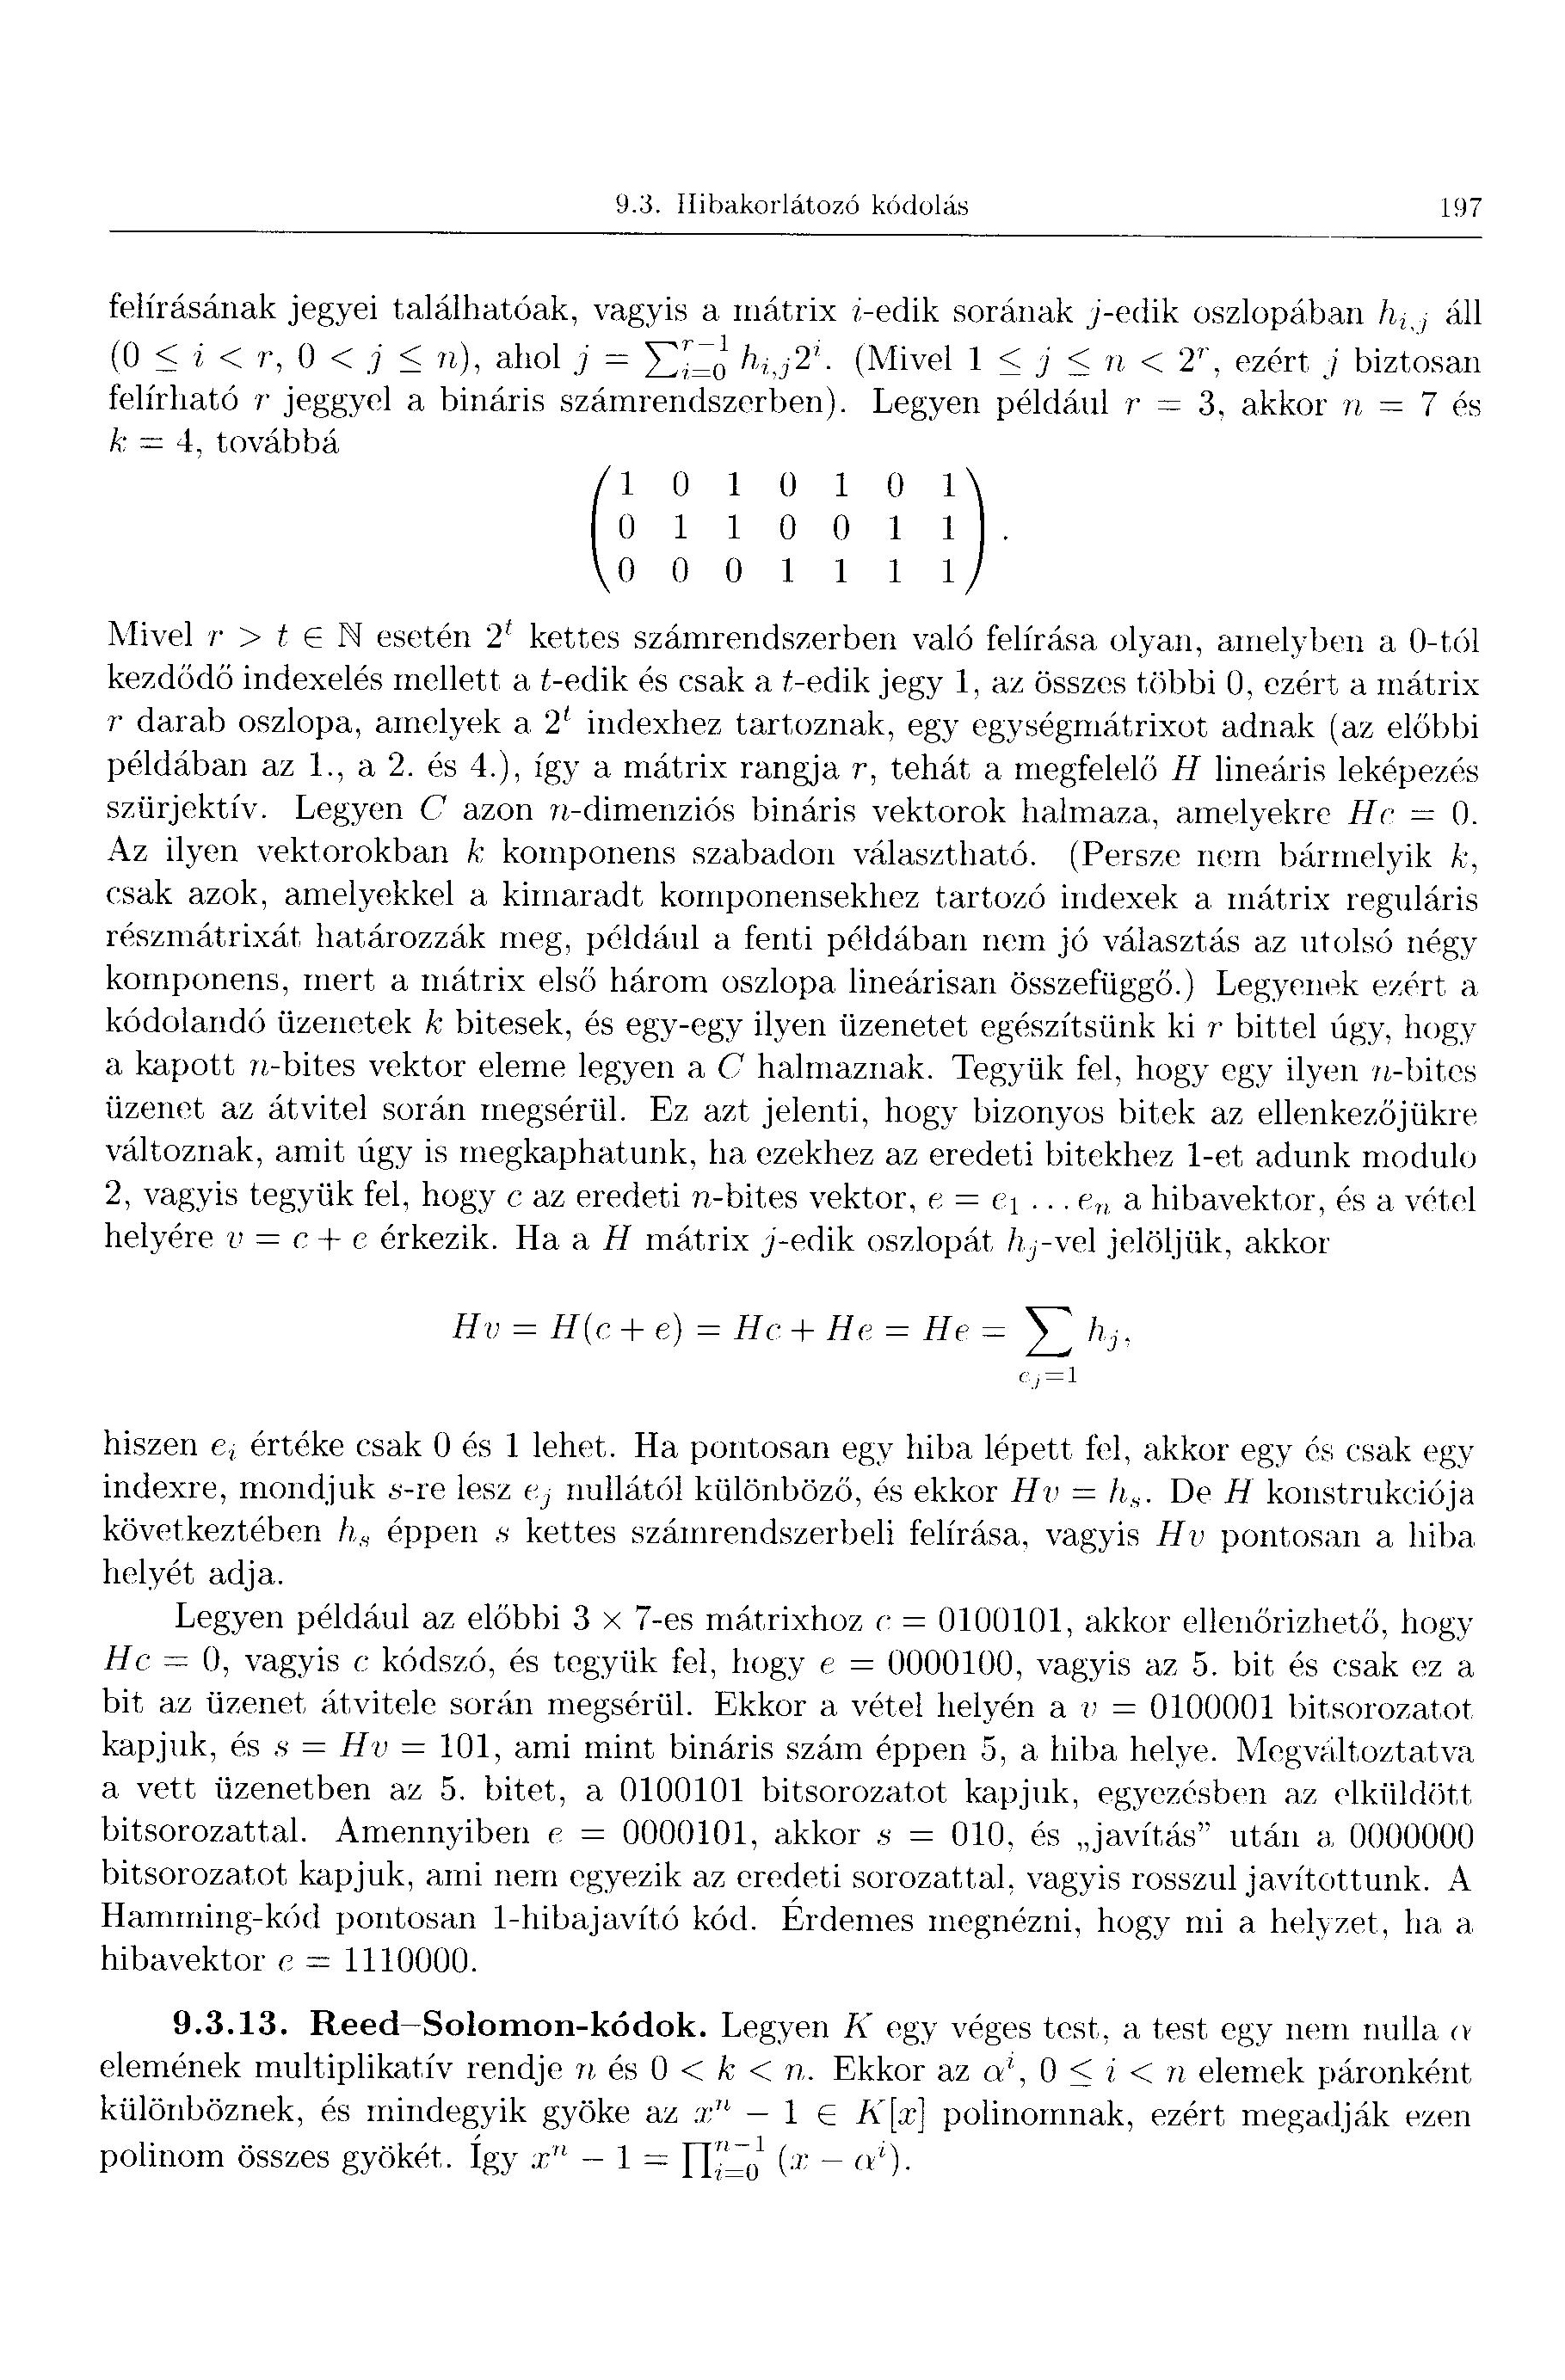 9.3. Hibakorlátozó kódolás 197
felírásának jegyei találhatóak, vagyis a mátrix i-edik sorának j-edik oszlopában h_{i,j} áll
(0 ≤ i < r, 0 < j ≤ n), ahol j = ∑_{i=0}^{r−1} h_{i,j}2^i. (Mivel 1 ≤ j ≤ n < 2^r, ezért j biztosan
felírható r jeggyel a bináris számrendszerben). Legyen például r = 3, akkor n = 7 és
k = 4, továbbá
1 0 1 0 1 0 1
0 1 1 0 0 1 1
0 0 0 1 1 1 1 .
Mivel r > t ∈ ℕ esetén 2^t kettes számrendszerben való felírása olyan, amelyben a 0-tól
kezdődő indexelés mellett a t-edik és csak a t-edik jegy 1, az összes többi 0, ezért a mátrix
r darab oszlopa, amelyek a 2^t indexhez tartoznak, egy egységmátrixot adnak (az előbbi
példában az 1., a 2. és 4.), így a mátrix rangja r, tehát a megfelelő H lineáris leképezés
szürjektív. Legyen C azon n-dimenziós bináris vektorok halmaza, amelyekre Hc = 0.
Az ilyen vektorokban k komponens szabadon választható. (Persze nem bármelyik k,
csak azok, amelyekkel a kimaradt komponensekhez tartozó indexek a mátrix reguláris
részmátrixát határozzák meg, például a fenti példában nem jó választás az utolsó négy
komponens, mert a mátrix első három oszlopa lineárisan összefüggő.) Legyenek ezért a
kódolandó üzenetek k bitesek, és egy-egy ilyen üzenetet egészítsünk ki r bittel úgy, hogy
a kapott n-bites vektor eleme legyen a C halmaznak. Tegyük fel, hogy egy ilyen n-bites
üzenet az átvitel során megsérül. Ez azt jelenti, hogy bizonyos bitek az ellenkezőjükre
változnak, amit úgy is megkaphatunk, ha ezekhez az eredeti bitekhez 1-et adunk modulo
2, vagyis tegyük fel, hogy c az eredeti n-bites vektor, e = e_1 ... e_n a hibavektor, és a vétel
helyére v = c + e érkezik. Ha a H mátrix j-edik oszlopát h_j-vel jelöljük, akkor
Hv = H(c + e) = Hc + He = He = ∑_{e_j=1} h_j,
hiszen e_i értéke csak 0 és 1 lehet. Ha pontosan egy hiba lépett fel, akkor egy és csak egy
indexre, mondjuk s-re lesz e_j nullától különböző, és ekkor Hv = h_s. De H konstrukciója
következtében h_s éppen s kettes számrendszerbeli felírása, vagyis Hv pontosan a hiba
helyét adja.
Legyen például az előbbi 3 × 7-es mátrixhoz c = 0100101, akkor ellenőrizhető, hogy
Hc = 0, vagyis c kódszó, és tegyük fel, hogy e = 0000100, vagyis az 5. bit és csak ez a
bit az üzenet átvitele során megsérül. Ekkor a vétel helyén a v = 0100001 bitsorozatot
kapjuk, és s = Hv = 101, ami mint bináris szám éppen 5, a hiba helye. Megváltoztatva
a vett üzenetben az 5. bitet, a 0100101 bitsorozatot kapjuk, egyezésben az elküldött
bitsorozattal. Amennyiben e = 0000101, akkor s = 010, és „javítás” után a 0000000
bitsorozatot kapjuk, ami nem egyezik az eredeti sorozattal, vagyis rosszul javítottunk. A
Hamming-kód pontosan 1-hibajavító kód. Érdemes megnézni, hogy mi a helyzet, ha a
hibavektor e = 1110000.
9.3.13. Reed–Solomon-kódok. Legyen K egy véges test, a test egy nem nulla α
elemének multiplikatív rendje n és 0 < k < n. Ekkor az α^i, 0 ≤ i < n elemek páronként
különböznek, és mindegyik gyöke az x^n − 1 ∈ K[x] polinomnak, ezért megadják ezen
polinom összes gyökét. Így x^n − 1 = ∏_{i=0}^{n−1} (x − α^i).